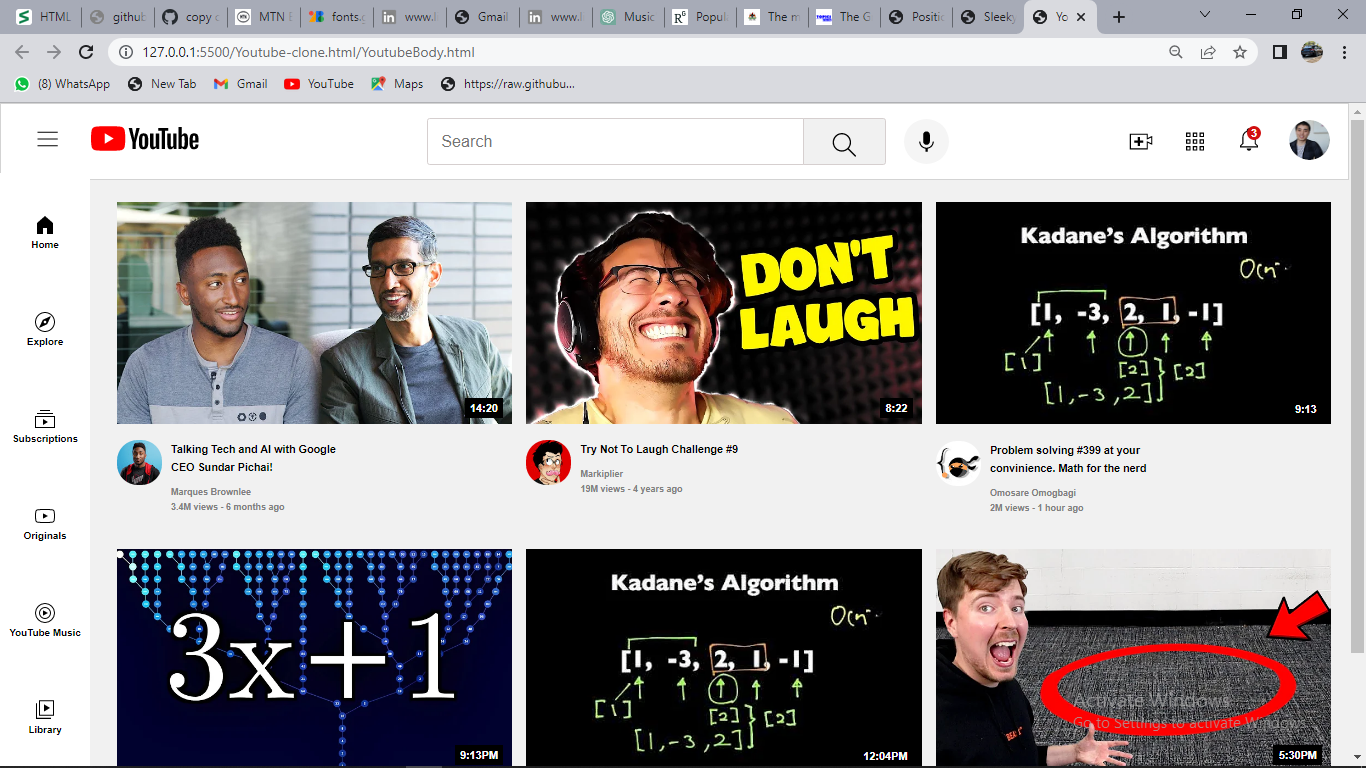 HTML
github
copy
MTN
fonts.g
www.l
Gmail
www.l
Music
Popul
The m
The G
Positi
Sleeky
Yo
127.0.0.1:5500/Youtube-clone.html/YoutubeBody.html
(8) WhatsApp
New Tab
Gmail
YouTube
Maps
https://raw.githubu...
YouTube
Search
3
Home
Explore
Subscriptions
Originals
YouTube Music
Library
14:20
DON'T
LAUGH
8:22
Kadane's Algorithm
[1, -3, 2, 1, -1]
[1]
[2]
[2]
[1,-3,2]
9:13
Talking Tech and AI with Google
CEO Sundar Pichai!
Marques Brownlee
3.4M views - 6 months ago
Try Not To Laugh Challenge #9
Markiplier
19M views - 4 years ago
Problem solving #399 at your
convinience. Math for the nerd
Omosare Omogbagi
2M views - 1 hour ago
3x+1
9:13PM
Kadane's Algorithm
[1, -3, 2, 1, -1]
[1]
[2]
[2]
[1,-3,2]
12:04PM
Activate Windows
Go to Settings to activate Windows.
5:30PM